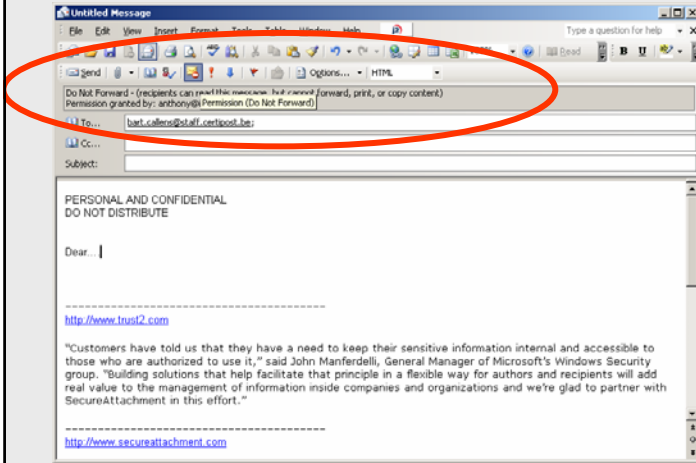 Untitled Message
File Edit View Insert Format Tools Table Window Help Type a question for help
Read B U
Send Options... HTML
Do Not Forward - (recipients can read this message, but cannot forward, print, or copy content)
Permission granted by: anthony@ Permission (Do Not Forward)
To... bart.callens@staff.certipost.be;
Cc...
Subject:
PERSONAL AND CONFIDENTIAL
DO NOT DISTRIBUTE
Dear...
----------------------------------------
http://www.trust2.com
"Customers have told us that they have a need to keep their sensitive information internal and accessible to
those who are authorized to use it," said John Manferdelli, General Manager of Microsoft's Windows Security
group. "Building solutions that help facilitate that principle in a flexible way for authors and recipients will add
real value to the management of information inside companies and organizations and we're glad to partner with
SecureAttachment in this effort."
----------------------------------------
http://www.secureattachment.com